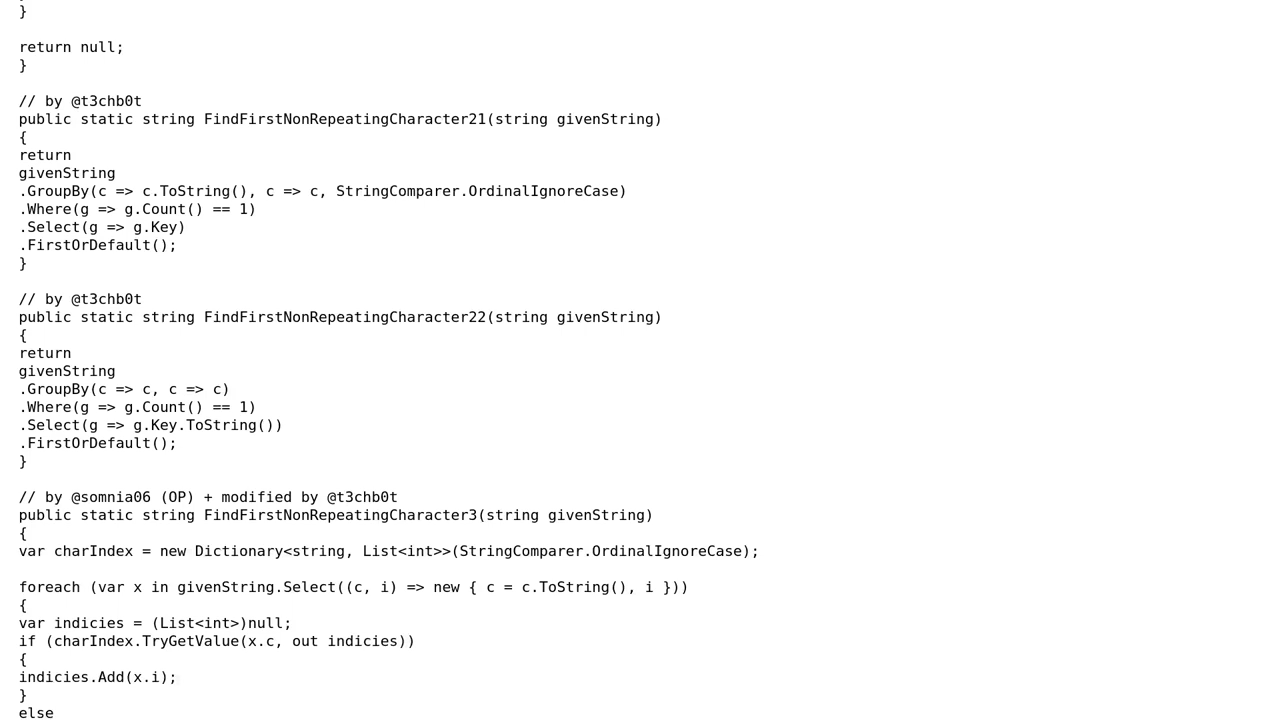 }
return null;
}
// by @t3chb0t
public static string FindFirstNonRepeatingCharacter21(string givenString)
{
return
givenString
.GroupBy(c => c.ToString(), c => c, StringComparer.OrdinalIgnoreCase)
.Where(g => g.Count() == 1)
.Select(g => g.Key)
.FirstOrDefault();
}
// by @t3chb0t
public static string FindFirstNonRepeatingCharacter22(string givenString)
{
return
givenString
.GroupBy(c => c, c => c)
.Where(g => g.Count() == 1)
.Select(g => g.Key.ToString())
.FirstOrDefault();
}
// by @somnia06 (OP) + modified by @t3chb0t
public static string FindFirstNonRepeatingCharacter3(string givenString)
{
var charIndex = new Dictionary<string, List<int>>(StringComparer.OrdinalIgnoreCase);
foreach (var x in givenString.Select((c, i) => new { c = c.ToString(), i }))
{
var indicies = (List<int>)null;
if (charIndex.TryGetValue(x.c, out indicies))
{
indicies.Add(x.i);
}
else